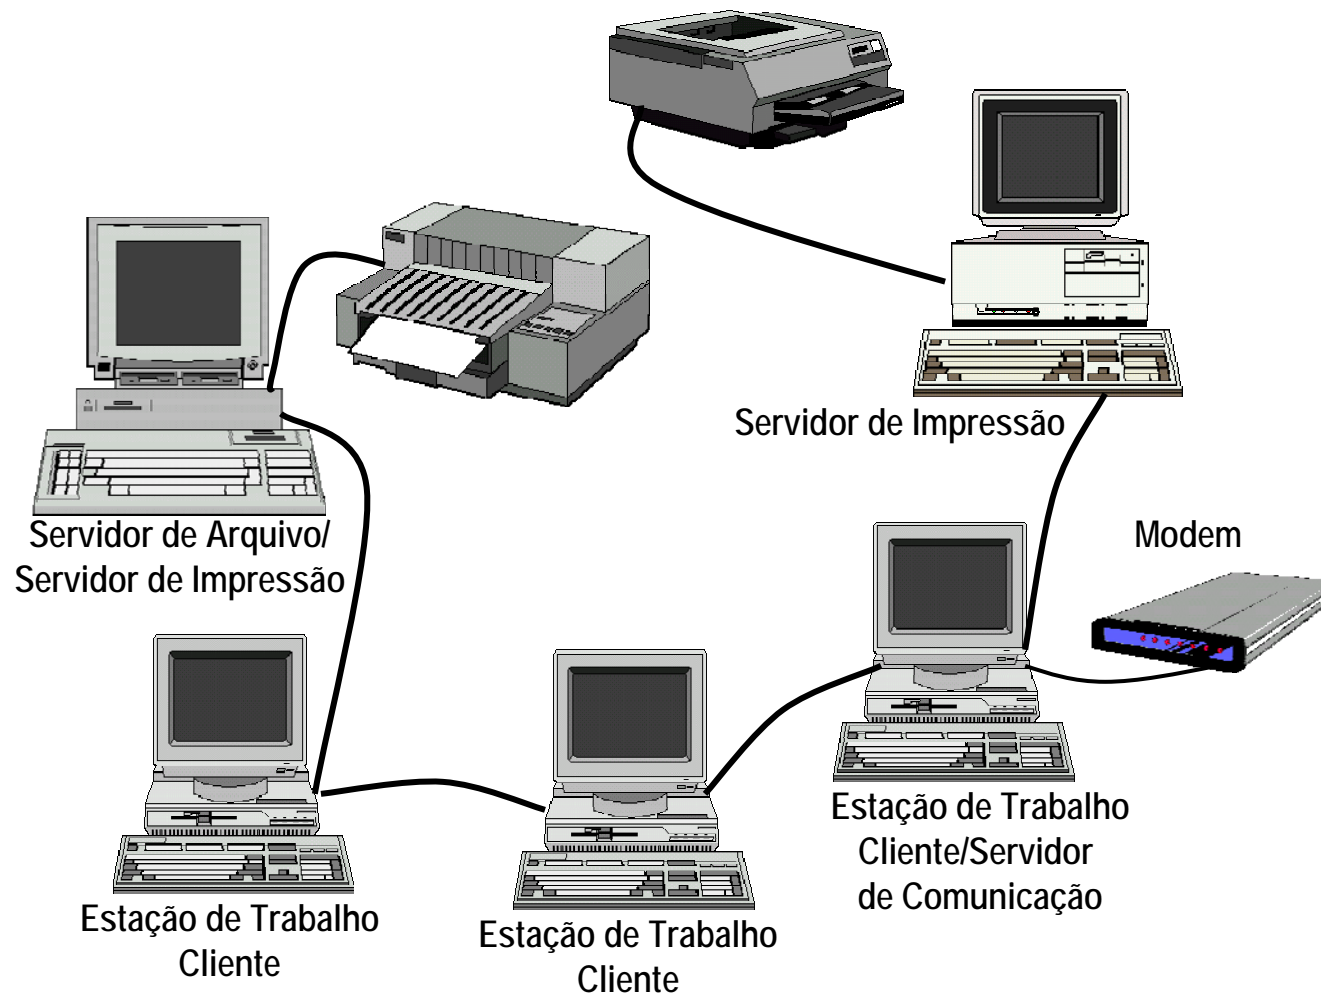 Servidor de Impressão
Servidor de Arquivo/
Servidor de Impressão
Modem
Estação de Trabalho
Cliente/Servidor
de Comunicação
Estação de Trabalho
Cliente
Estação de Trabalho
Cliente